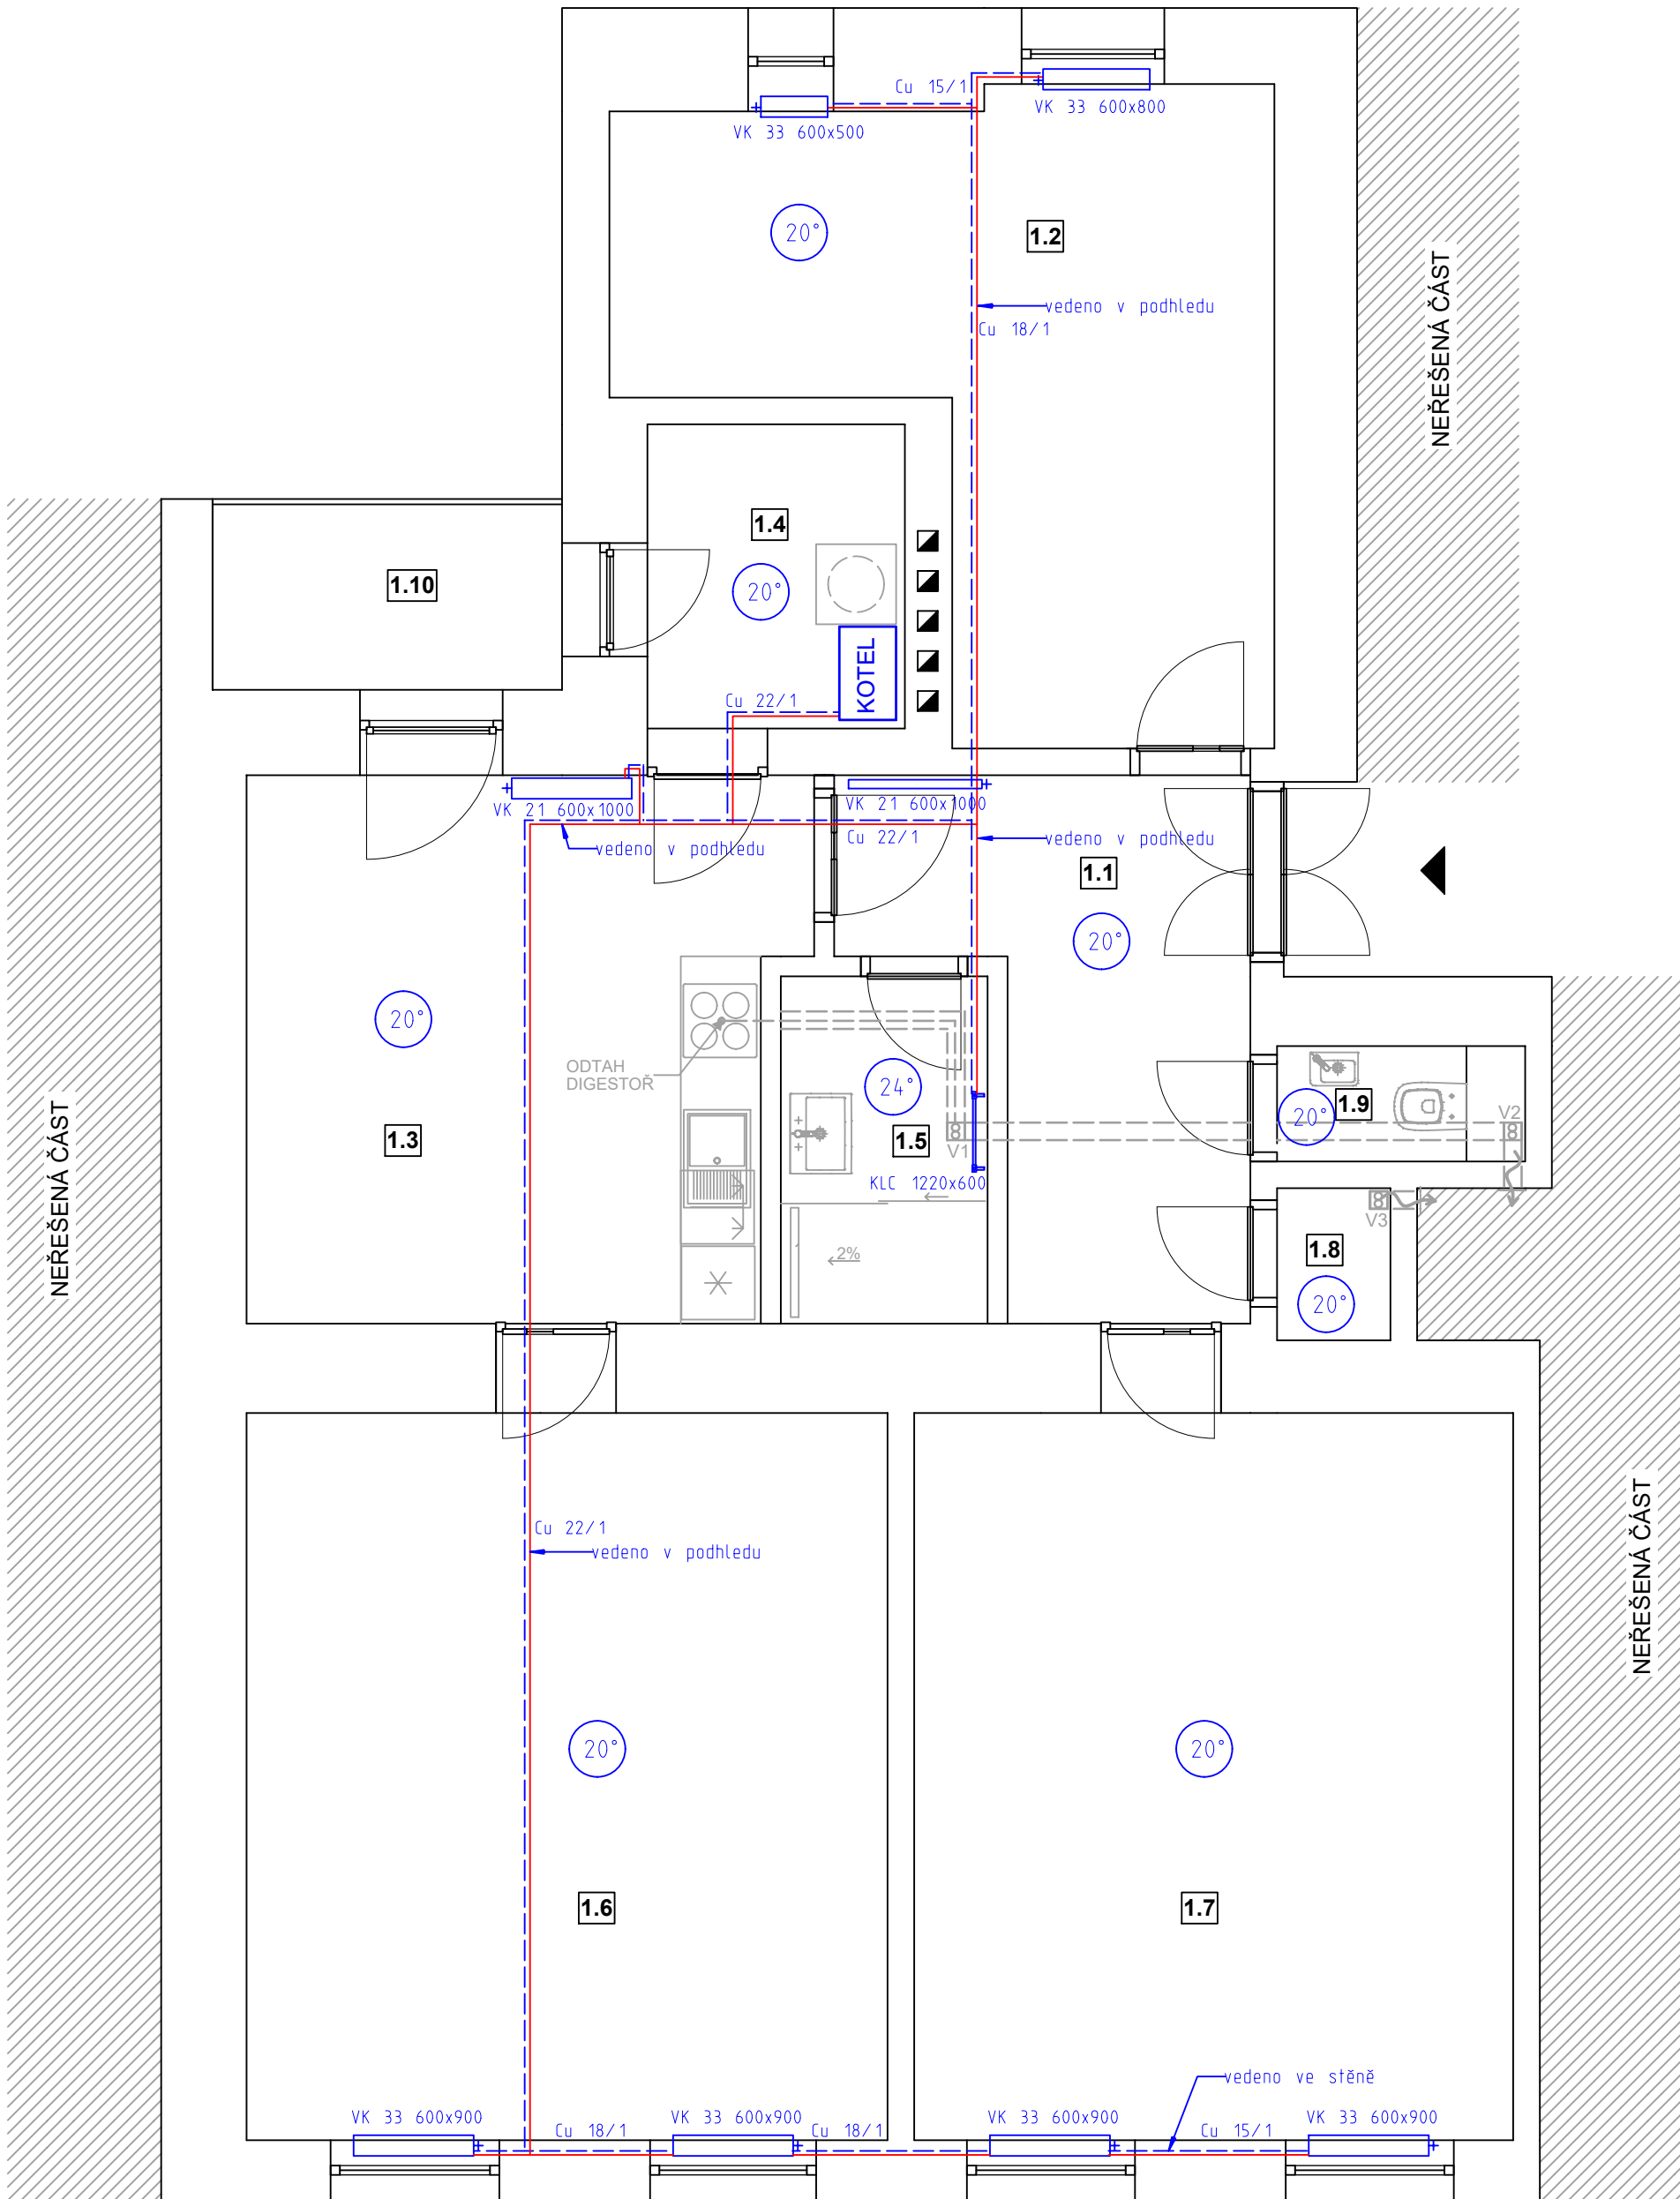 Cu 15/1
VK 33 600x800
VK 33 600x500
20°
1.2
vedeno v podhledu
Cu 18/1
NEŘEŠENÁ ČÁST
1.4
1.10
20°
KOTEL
Cu 22/1
VK 21 600x1000
VK 21 600x1000
Cu 22/1
vedeno v podhledu
vedeno v podhledu
1.1
20°
20°
ODTAH
DIGESTOŘ
24°
1.9
20°
V2
1.3
1.5
V1
KLC 1220x600
V3
1.8
2%
20°
NEŘEŠENÁ ČÁST
Cu 22/1
vedeno v podhledu
NEŘEŠENÁ ČÁST
20°
20°
1.6
1.7
vedeno ve stěně
VK 33 600x900
Cu 18/1
VK 33 600x900
Cu 18/1
VK 33 600x900
Cu 15/1
VK 33 600x900